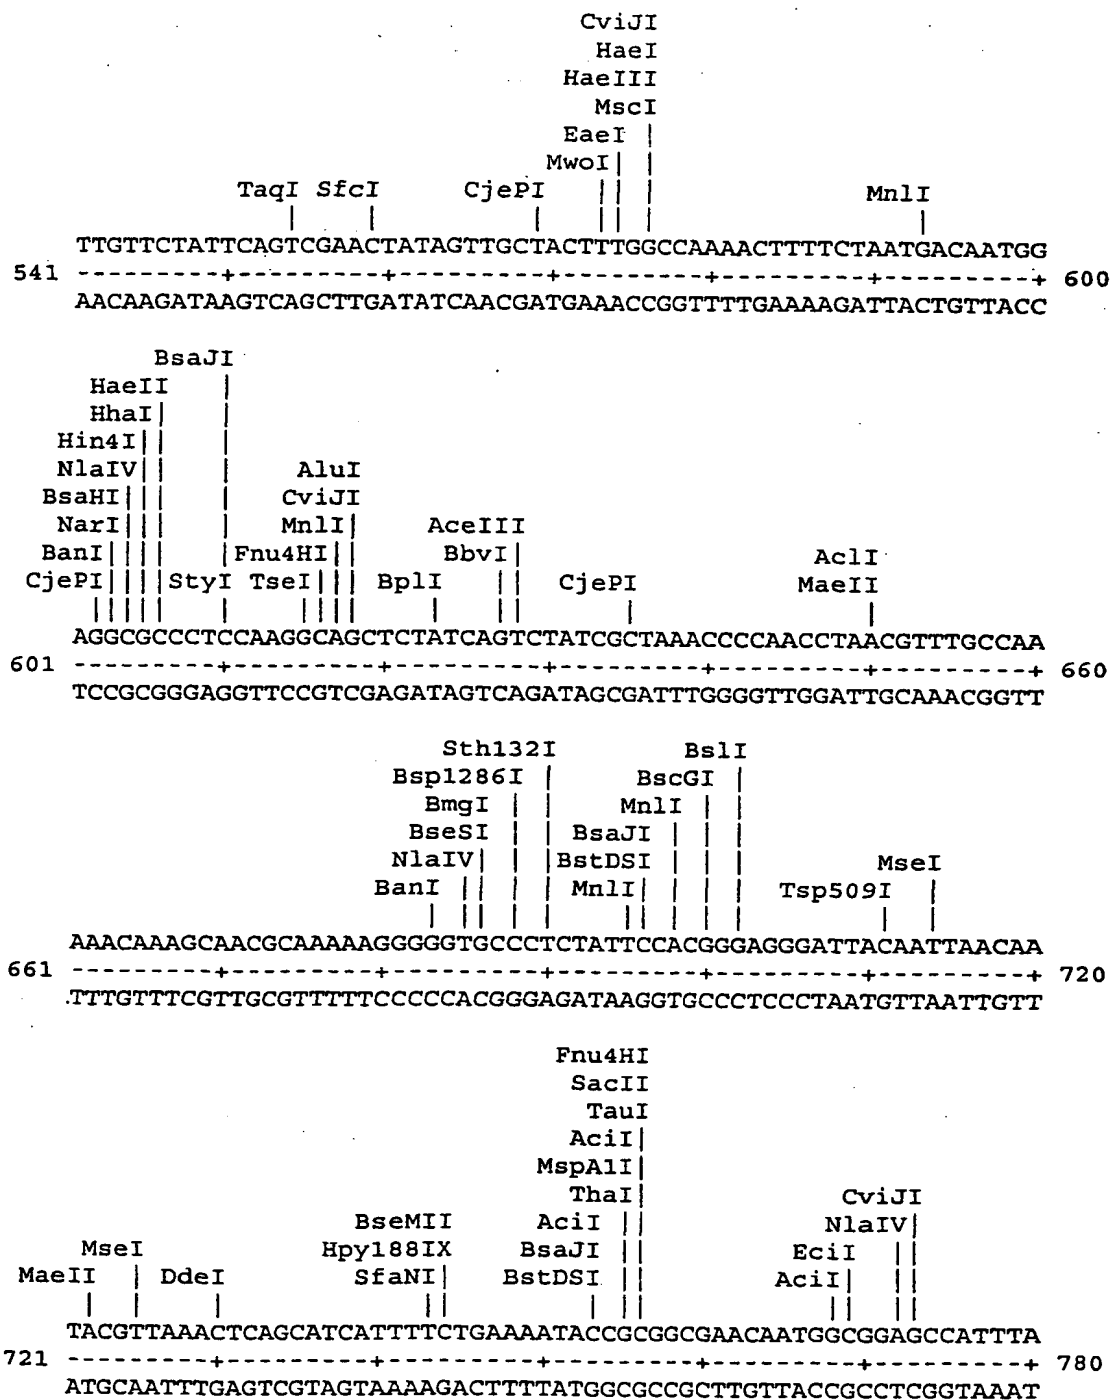 CviJI
HaeI
HaeIII
MscI
EaeI
MwoI
TaqI SfcI CjePI MnlI
TTGTTCTATTCAGTCGAACTATAGTTGCTACTTTGGCCAAAACTTTTCTAATGACAATGG
541 ---------+---------+---------+---------+---------+---------+ 600
AACAAGATAAGTCAGCTTGATATCAACGATGAAACCGGTTTTGAAAAGATTACTGTTACC
BsaJI
HaeII
HhaI
Hin4I
NlaIV AluI
BsaHI CviJI
NarI MnlI AceIII
BanI Fnu4HI BbvI AclI
CjePI StyI TseI BplI CjePI MaeII
AGGCGCCCTCCAAGGCAGCTCTATCAGTCTATCGCTAAACCCCAACCTAACGTTTGCCAA
601 ---------+---------+---------+---------+---------+---------+ 660
TCCGCGGGAGGTTCCGTCGAGATAGTCAGATAGCGATTTGGGGTTGGATTGCAAACGGTT
Sth132I BslI
Bsp1286I BscGI
BmgI MnlI
BseSI BsaJI
NlaIV BstDSI MseI
BanI MnlI Tsp509I
AAACAAAGCAACGCAAAAAGGGGGTGCCCTCTATTCCACGGGAGGGATTACAATTAACAA
661 ---------+---------+---------+---------+---------+---------+ 720
TTTGTTTCGTTGCGTTTTTCCCCCACGGGAGATAAGGTGCCCTCCCTAATGTTAATTGTT
Fnu4HI
SacII
TauI
AciI
MspA1I
ThaI CviJI
BseMII AciI NlaIV
MseI Hpy188IX BsaJI EciI
MaeII DdeI SfaNI BstDSI AciI
TACGTTAAACTCAGCATCATTTTCTGAAAATACCGCGGCGAACAATGGCGGAGCCATTTA
721 ---------+---------+---------+---------+---------+---------+ 780
ATGCAATTTGAGTCGTAGTAAAAGACTTTTATGGCGCCGCTTGTTACCGCCTCGGTAAAT